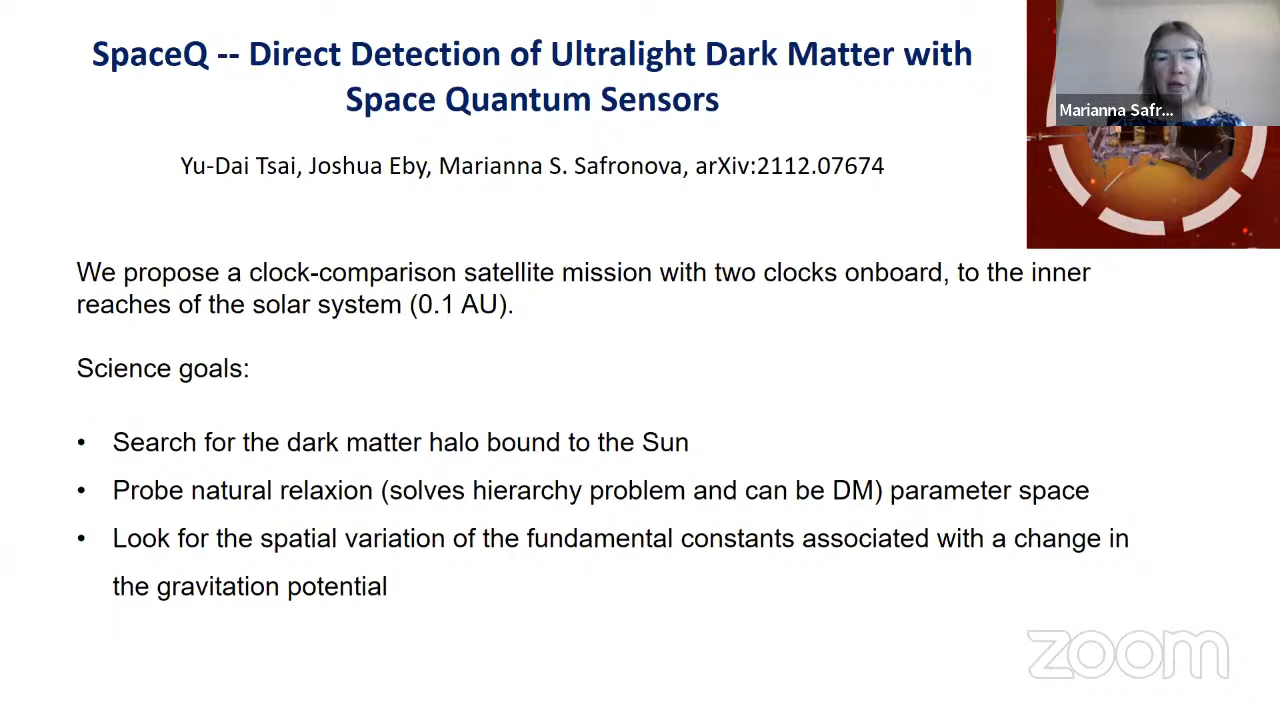 SpaceQ -- Direct Detection of Ultralight Dark Matter with
Space Quantum Sensors
Marianna Safr...
Yu-Dai Tsai, Joshua Eby, Marianna S. Safronova, arXiv:2112.07674
We propose a clock-comparison satellite mission with two clocks onboard, to the inner
reaches of the solar system (0.1 AU).
Science goals:
• Search for the dark matter halo bound to the Sun
• Probe natural relaxion (solves hierarchy problem and can be DM) parameter space
• Look for the spatial variation of the fundamental constants associated with a change in
the gravitation potential
zoom